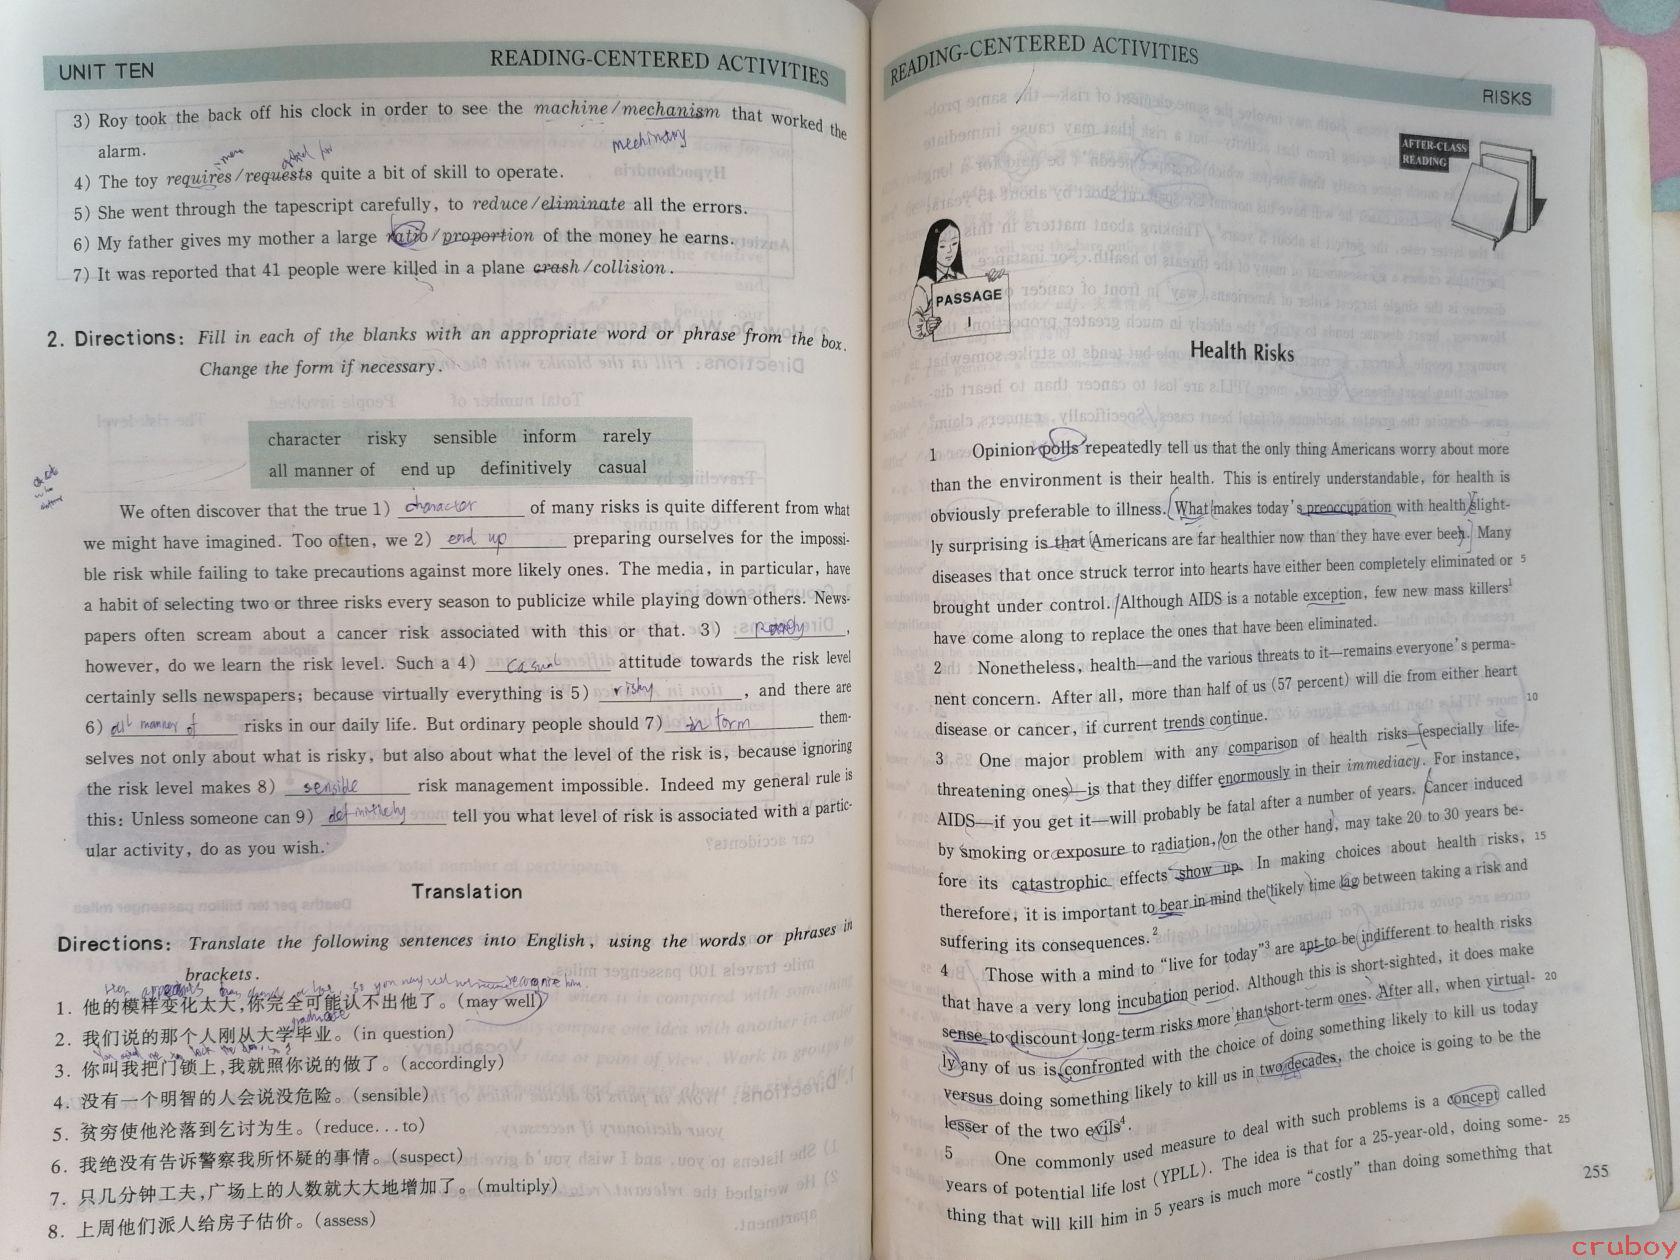 UNIT TEN
READING-CENTERED ACTIVITIES
3) Roy took the back off his clock in order to see the machine/mechanism that worked the
alarm.
mechinary
4) The toy requires/requests quite a bit of skill to operate.
5) She went through the tapescript carefully, to reduce/eliminate all the errors.
6) My father gives my mother a large ratio/proportion of the money he earns.
7) It was reported that 41 people were killed in a plane crash/collision.
2. Directions: Fill in each of the blanks with an appropriate word or phrase from the box.
Change the form if necessary.
character risky sensible inform rarely
all manner of end up definitively casual
We often discover that the true 1) character of many risks is quite different from what
we might have imagined. Too often, we 2) end up preparing ourselves for the impossi-
ble risk while failing to take precautions against more likely ones. The media, in particular, have
a habit of selecting two or three risks every season to publicize while playing down others. News-
papers often scream about a cancer risk associated with this or that. 3) Rarely,
however, do we learn the risk level. Such a 4) casual attitude towards the risk level
certainly sells newspapers; because virtually everything is 5) risky, and there are
6) all manner of risks in our daily life. But ordinary people should 7) inform them-
selves not only about what is risky, but also about what the level of the risk is, because ignoring
the risk level makes 8) sensible risk management impossible. Indeed my general rule is
this: Unless someone can 9) definitively tell you what level of risk is associated with a partic-
ular activity, do as you wish.
Translation
Directions: Translate the following sentences into English, using the words or phrases in
brackets.
1. 他的模样变化太大,你完全可能认不出他了。(may well)
graduate
2. 我们说的那个人刚从大学毕业。(in question)
3. 你叫我把门锁上,我就照你说的做了。(accordingly)
4. 没有一个明智的人会说没危险。(sensible)
5. 贫穷使他沦落到乞讨为生。(reduce...to)
6. 我绝没有告诉警察我所怀疑的事情。(suspect)
7. 只几分钟工夫,广场上的人数就大大地增加了。(multiply)
8. 上周他们派人给房子估价。(assess)
READING-CENTERED ACTIVITIES
RISKS
AFTER-CLASS
READING
PASSAGE
I
Health Risks
1 Opinion polls repeatedly tell us that the only thing Americans worry about more
than the environment is their health. This is entirely understandable, for health is
obviously preferable to illness. What makes today's preoccupation with health slight-
ly surprising is that Americans are far healthier now than they have ever been. Many
diseases that once struck terror into hearts have either been completely eliminated or 5
brought under control. Although AIDS is a notable exception, few new mass killers1
have come along to replace the ones that have been eliminated.
2 Nonetheless, health—and the various threats to it—remains everyone's perma-
nent concern. After all, more than half of us (57 percent) will die from either heart
disease or cancer, if current trends continue. 10
3 One major problem with any comparison of health risks—especially life-
threatening ones—is that they differ enormously in their immediacy. For instance,
AIDS—if you get it—will probably be fatal after a number of years. Cancer induced
by smoking or exposure to radiation, on the other hand, may take 20 to 30 years be-
fore its catastrophic effects show up. In making choices about health risks, 15
therefore, it is important to bear in mind the likely time lag between taking a risk and
suffering its consequences.2
4 Those with a mind to "live for today"3 are apt to be indifferent to health risks
that have a very long incubation period. Although this is short-sighted, it does make
sense to discount long-term risks more than short-term ones. After all, when virtual- 20
ly any of us is confronted with the choice of doing something likely to kill us today
versus doing something likely to kill us in two decades, the choice is going to be the
lesser of the two evils4.
5 One commonly used measure to deal with such problems is a concept called
years of potential life lost (YPLL). The idea is that for a 25-year-old, doing some- 25
thing that will kill him in 5 years is much more "costly" than doing something that
255
cruboy